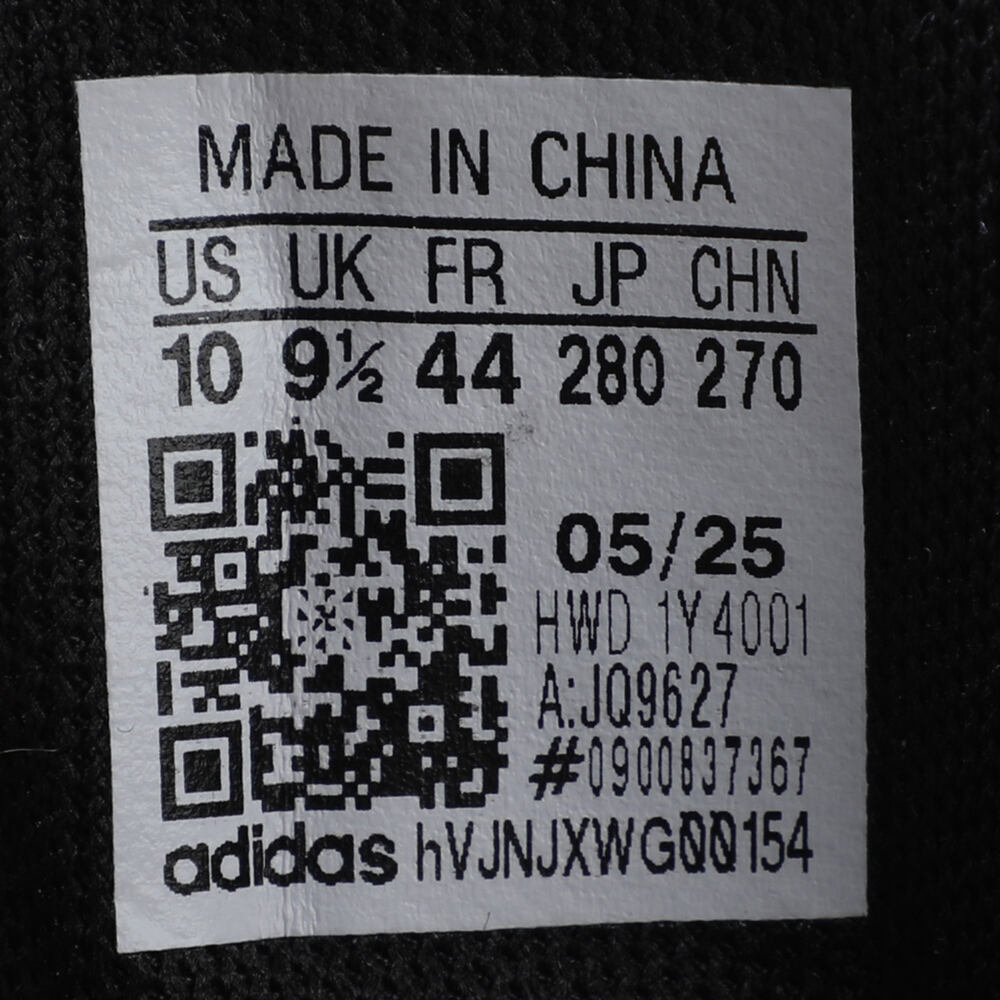 MADE IN CHINA
US UK FR JP CHN
10 9½ 44 280 270
05/25
HWD 1Y4001
A:JQ9627
#0900837367
adidas hVJNJXWG00154